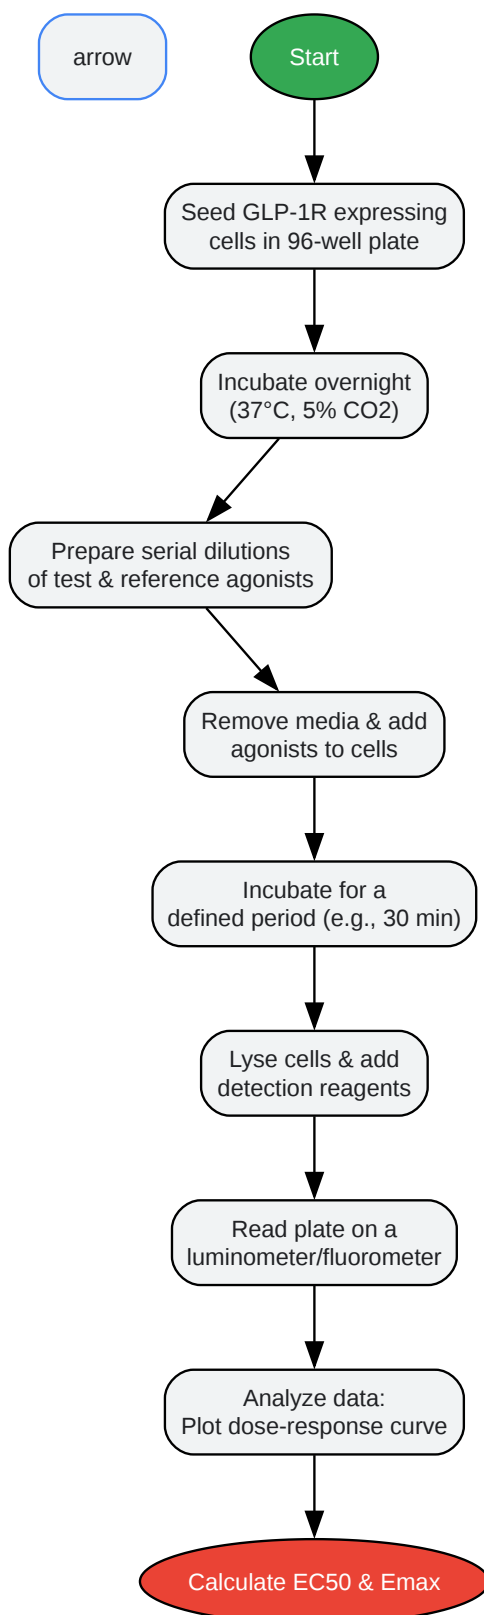 arrow
Start
Seed GLP-1R expressing
cells in 96-well plate
Incubate overnight
(37°C, 5% CO2)
Prepare serial dilutions
of test & reference agonists
Remove media & add
agonists to cells
Incubate for a
defined period (e.g., 30 min)
Lyse cells & add
detection reagents
Read plate on a
luminometer/fluorometer
Analyze data:
Plot dose-response curve
Calculate EC50 & Emax